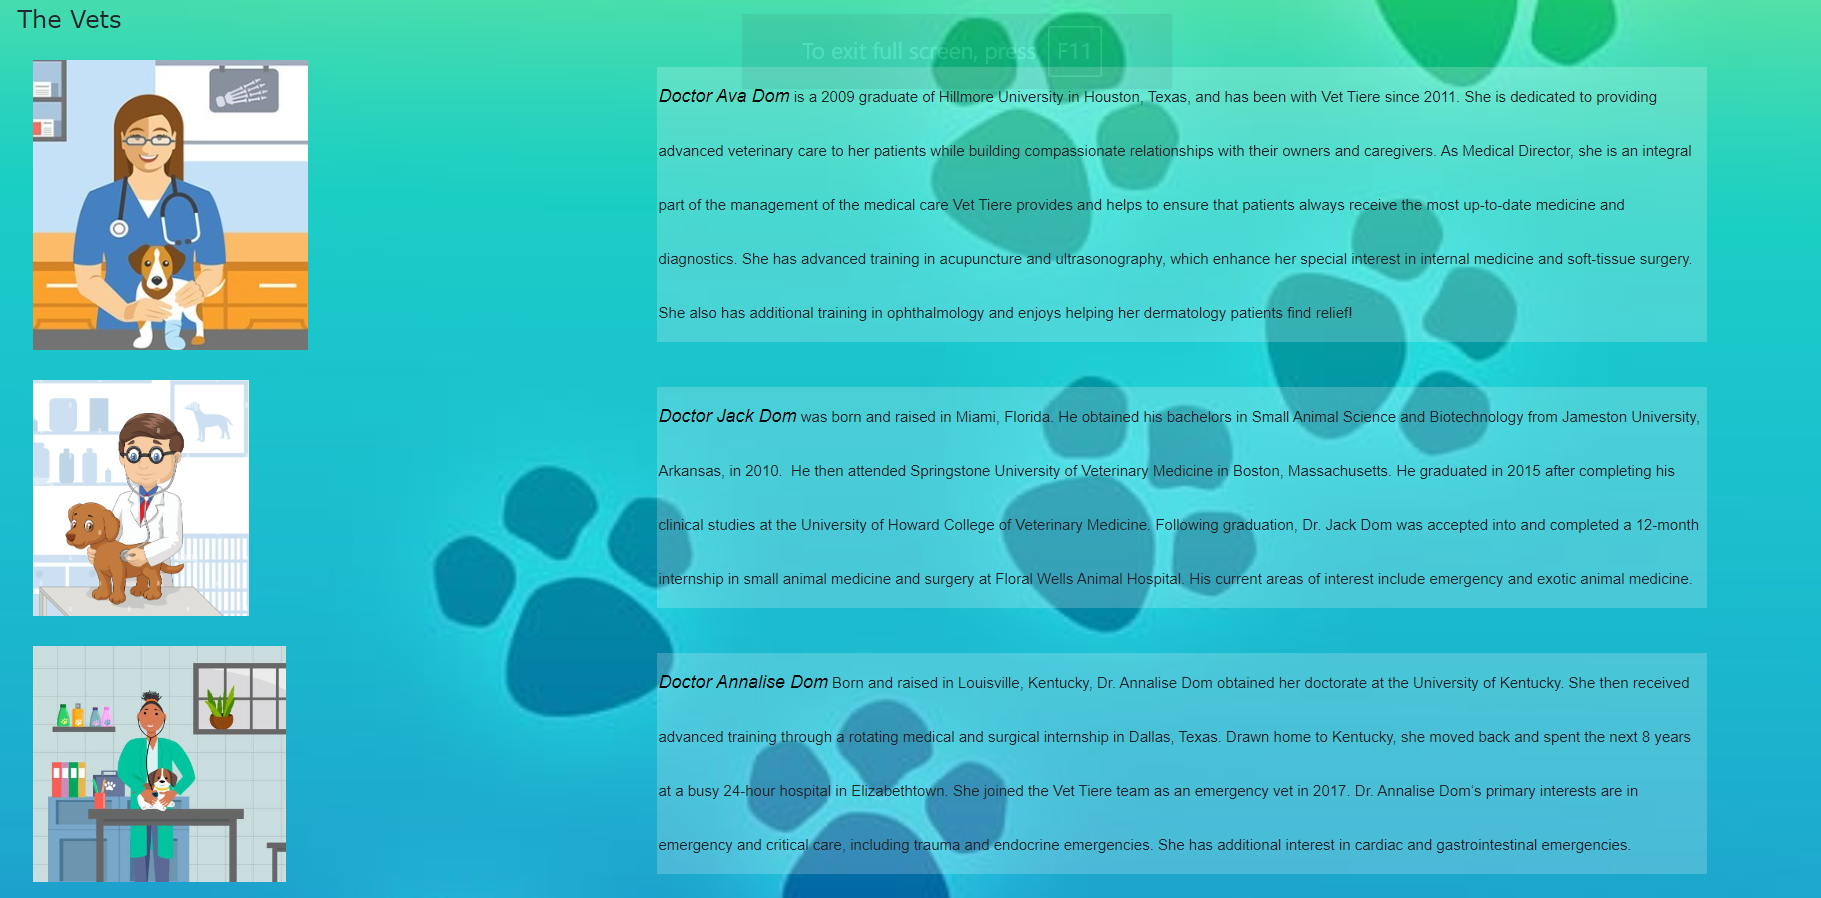 The Vets
To exit full screen, press F11
Doctor Ava Dom is a 2009 graduate of Hillmore University in Houston, Texas, and has been with Vet Tiere since 2011. She is dedicated to providing
advanced veterinary care to her patients while building compassionate relationships with their owners and caregivers. As Medical Director, she is an integral
part of the management of the medical care Vet Tiere provides and helps to ensure that patients always receive the most up-to-date medicine and
diagnostics. She has advanced training in acupuncture and ultrasonography, which enhance her special interest in internal medicine and soft-tissue surgery.
She also has additional training in ophthalmology and enjoys helping her dermatology patients find relief!
Doctor Jack Dom was born and raised in Miami, Florida. He obtained his bachelors in Small Animal Science and Biotechnology from Jameston University,
Arkansas, in 2010. He then attended Springstone University of Veterinary Medicine in Boston, Massachusetts. He graduated in 2015 after completing his
clinical studies at the University of Howard College of Veterinary Medicine. Following graduation, Dr. Jack Dom was accepted into and completed a 12-month
internship in small animal medicine and surgery at Floral Wells Animal Hospital. His current areas of interest include emergency and exotic animal medicine.
Doctor Annalise Dom Born and raised in Louisville, Kentucky, Dr. Annalise Dom obtained her doctorate at the University of Kentucky. She then received
advanced training through a rotating medical and surgical internship in Dallas, Texas. Drawn home to Kentucky, she moved back and spent the next 8 years
at a busy 24-hour hospital in Elizabethtown. She joined the Vet Tiere team as an emergency vet in 2017. Dr. Annalise Dom's primary interests are in
emergency and critical care, including trauma and endocrine emergencies. She has additional interest in cardiac and gastrointestinal emergencies.